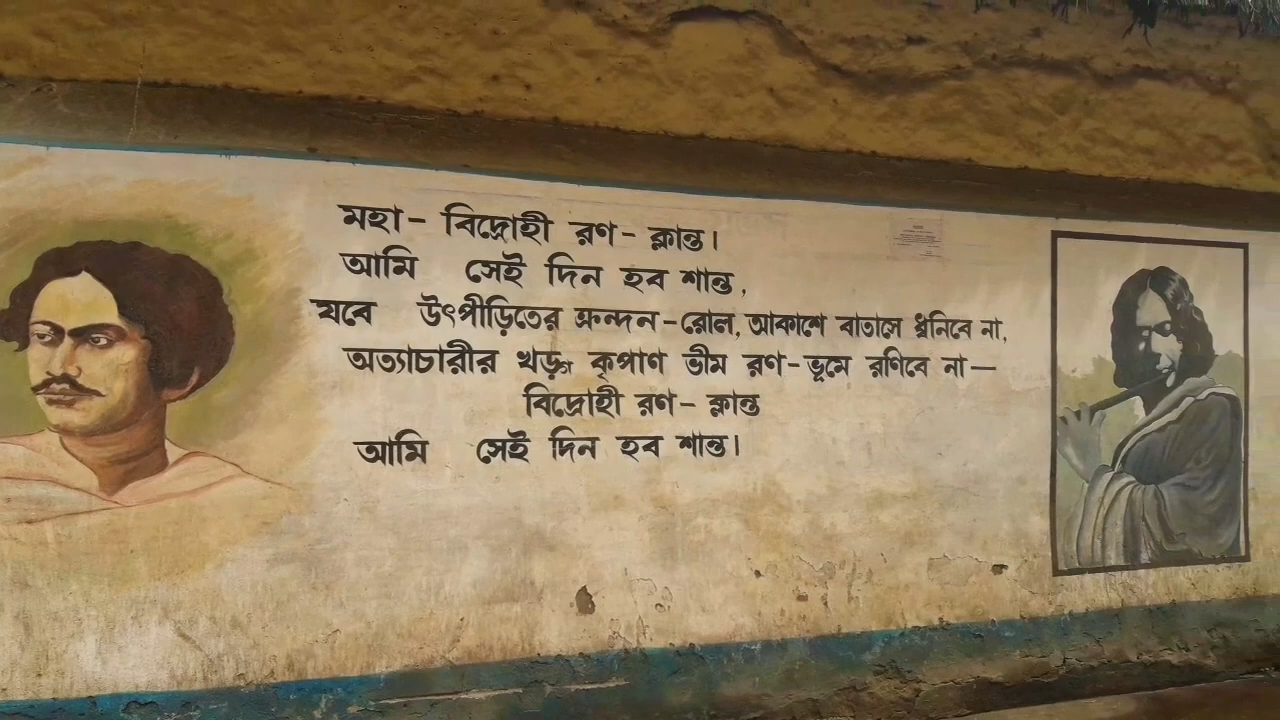 মহা- বিদ্রোহী রণ- ক্লান্ত।
আমি সেই দিন হব শান্ত,
যবে উৎপীড়িতের ক্রন্দন-রোল, আকাশে বাতাসে ধ্বনিবে না,
অত্যাচারীর খড়্গ কৃপাণ ভীম রণ-ভূমে রণিবে না—
বিদ্রোহী রণ- ক্লান্ত
আমি সেই দিন হব শান্ত।